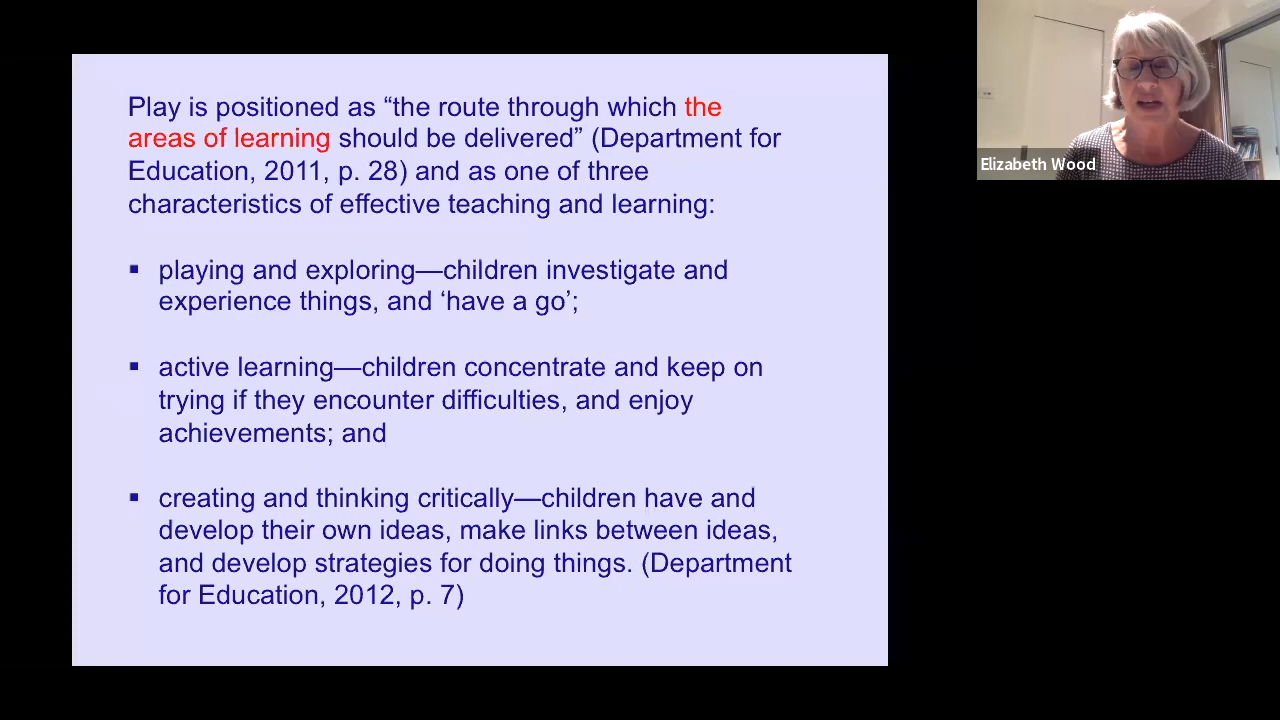 Play is positioned as “the route through which the
areas of learning should be delivered” (Department for
Education, 2011, p. 28) and as one of three
characteristics of effective teaching and learning:
▪ playing and exploring—children investigate and
experience things, and ‘have a go’;
▪ active learning—children concentrate and keep on
trying if they encounter difficulties, and enjoy
achievements; and
▪ creating and thinking critically—children have and
develop their own ideas, make links between ideas,
and develop strategies for doing things. (Department
for Education, 2012, p. 7)
Elizabeth Wood